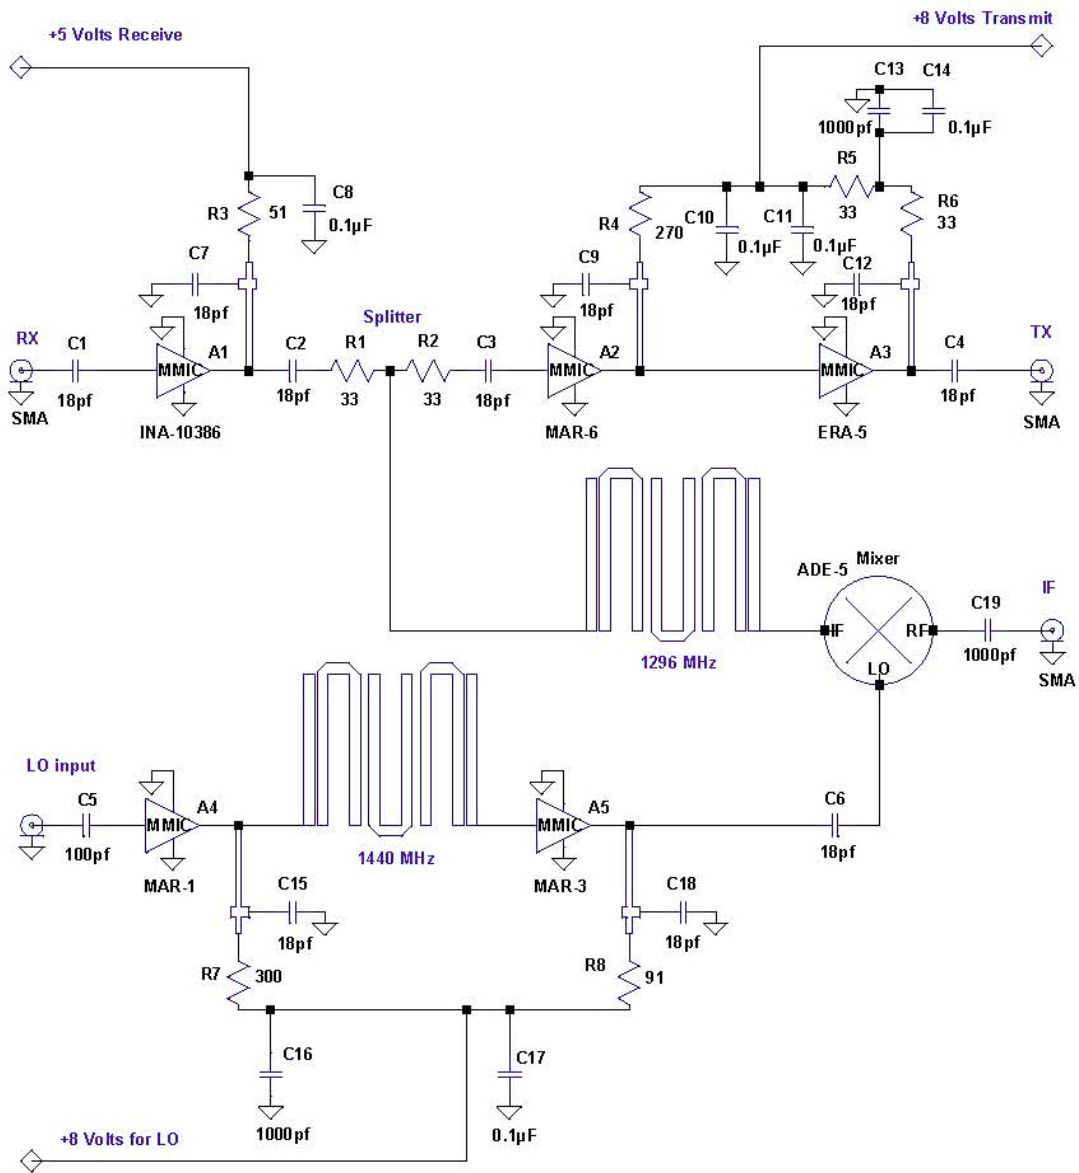 +8 Volts Transmit
+5 Volts Receive
C13
C14
1000pf
0.1µF
R5
33
C8
R3
51
0.1µF
R4
270
C10
C11
0.1µF
0.1µF
R6
33
C7
18pf
C9
18pf
C12
18pf
Splitter
RX
C1
18pf
SMA
MMIC
A1
INA-10386
C2
18pf
R1
33
R2
33
C3
18pf
MMIC
A2
MAR-6
MMIC
A3
ERA-5
C4
18pf
TX
SMA
ADE-5
Mixer
IF
RF
LO
C19
1000pf
IF
SMA
1296 MHz
LO input
C5
100pf
MMIC
A4
MAR-1
1440 MHz
MMIC
A5
MAR-3
C6
18pf
C15
18pf
C18
18pf
R7
300
R8
91
C16
1000pf
C17
0.1µF
+8 Volts for LO